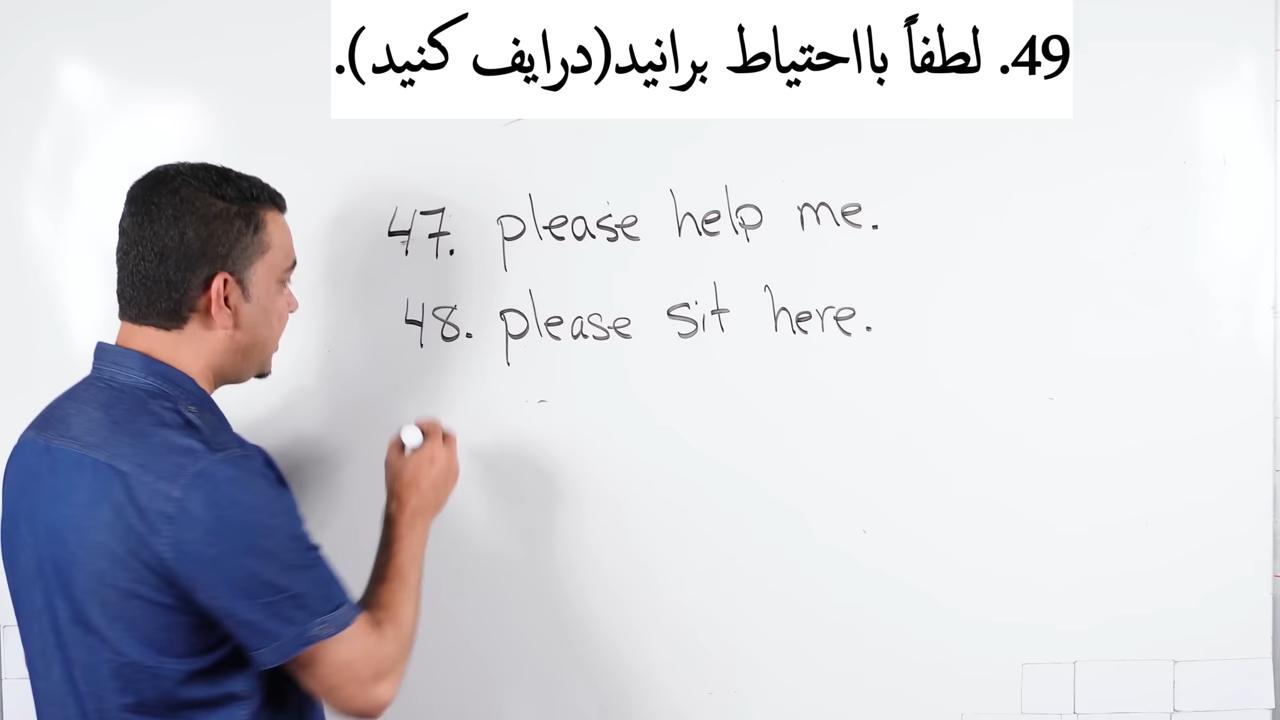 49. لطفاً بااحتیاط برانید(درایف کنید).
47. please help me.
48. please sit here.